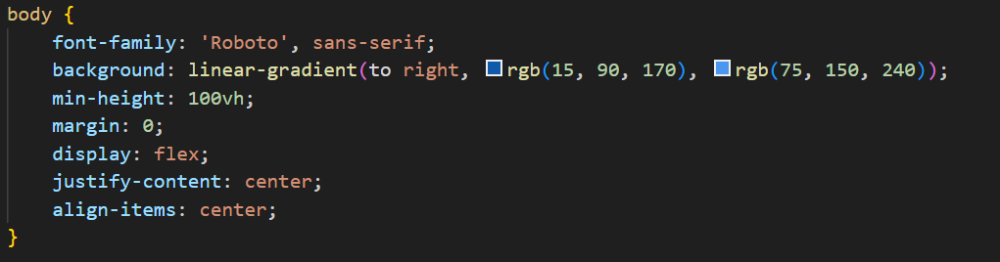 body {
    font-family: 'Roboto', sans-serif;
    background: linear-gradient(to right, rgb(15, 90, 170), rgb(75, 150, 240));
    min-height: 100vh;
    margin: 0;
    display: flex;
    justify-content: center;
    align-items: center;
}